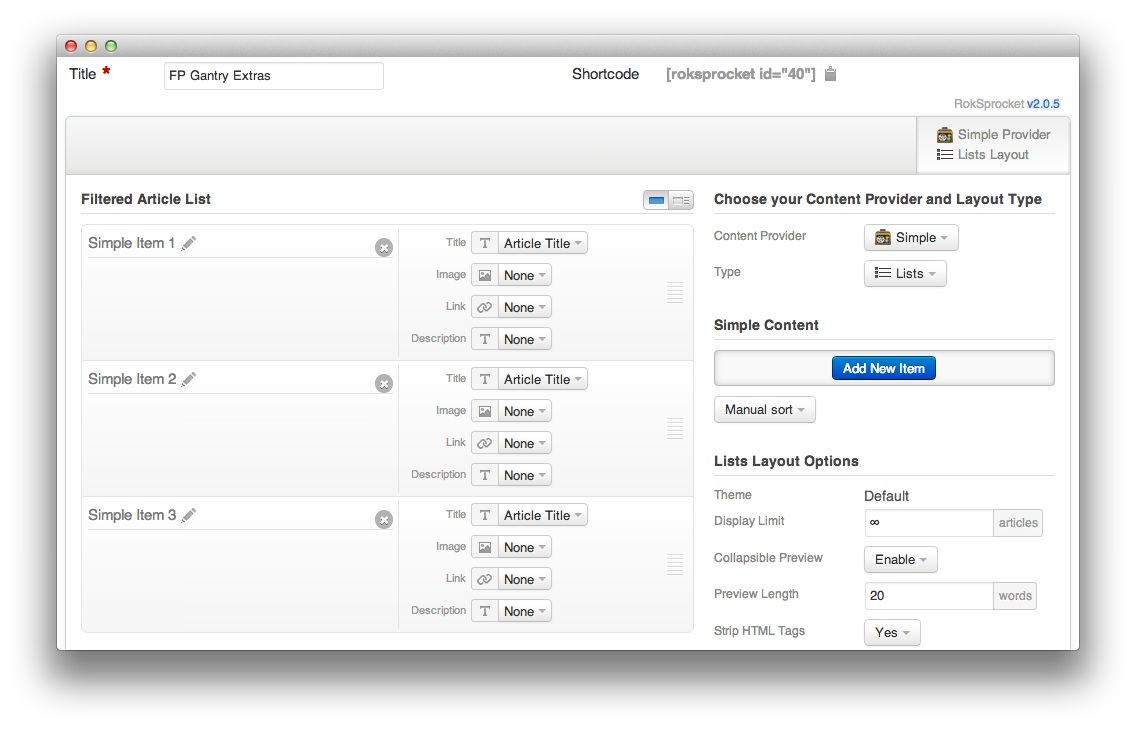 Title *
FP Gantry Extras
Shortcode
[roksprocket id="40"]
RokSprocket v2.0.5
Simple Provider
Lists Layout
Filtered Article List
Simple Item 1
Title T Article Title
Image None
Link None
Description T None
Simple Item 2
Title T Article Title
Image None
Link None
Description T None
Simple Item 3
Title T Article Title
Image None
Link None
Description T None
Choose your Content Provider and Layout Type
Content Provider Simple
Type Lists
Simple Content
Add New Item
Manual sort
Lists Layout Options
Theme Default
Display Limit ∞ articles
Collapsible Preview Enable
Preview Length 20 words
Strip HTML Tags Yes